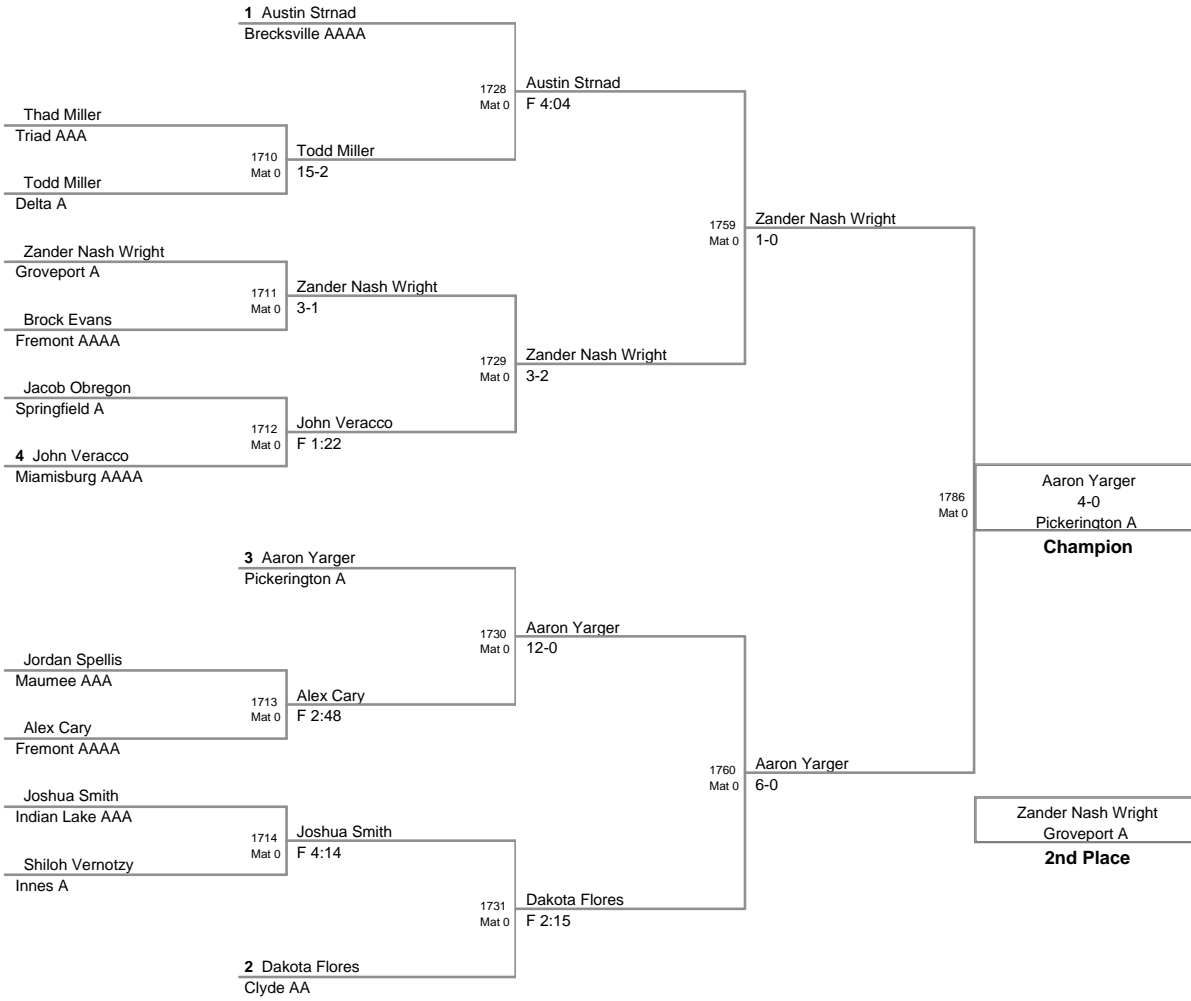 1 Austin Strnad
Brecksville AAAA
1728
Mat 0
Austin Strnad
F 4:04
Thad Miller
Triad AAA
1710
Mat 0
Todd Miller
15-2
Todd Miller
Delta A
1759
Mat 0
Zander Nash Wright
1-0
Zander Nash Wright
Groveport A
1711
Mat 0
Zander Nash Wright
3-1
Brock Evans
Fremont AAAA
1729
Mat 0
Zander Nash Wright
3-2
Jacob Obregon
Springfield A
1712
Mat 0
John Veracco
F 1:22
4 John Veracco
Miamisburg AAAA
1786
Mat 0
Aaron Yarger
4-0
Pickerington A
Champion
3 Aaron Yarger
Pickerington A
1730
Mat 0
Aaron Yarger
12-0
Jordan Spellis
Maumee AAA
1713
Mat 0
Alex Cary
F 2:48
Alex Cary
Fremont AAAA
1760
Mat 0
Aaron Yarger
6-0
Joshua Smith
Indian Lake AAA
1714
Mat 0
Joshua Smith
F 4:14
Shiloh Vernotzy
Innes A
Zander Nash Wright
Groveport A
2nd Place
1731
Mat 0
Dakota Flores
F 2:15
2 Dakota Flores
Clyde AA